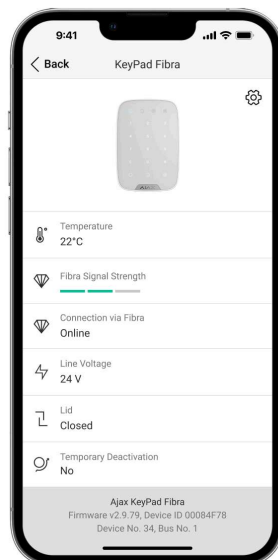 9:41
Back
KeyPad Fibra
Temperature
22°C
Fibra Signal Strength
Connection via Fibra
Online
Line Voltage
24 V
Lid
Closed
Temporary Deactivation
No
Ajax KeyPad Fibra
Firmware v2.9.79, Device ID 00084F78
Device No. 34, Bus No. 1